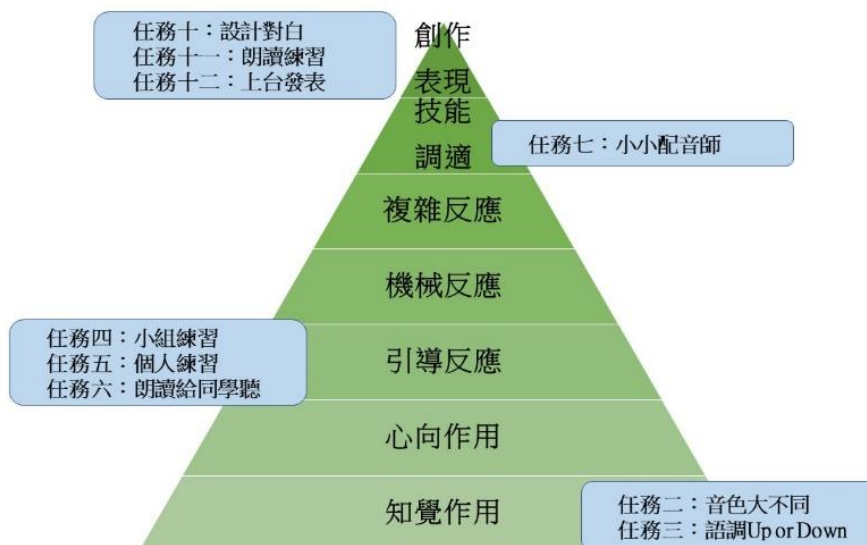 任務十：設計對白
任務十一：朗讀練習
任務十二：上台發表
創作
表現
技能
調適
任務七：小小配音師
複雜反應
機械反應
任務四：小組練習
任務五：個人練習
任務六：朗讀給同學聽
引導反應
心向作用
知覺作用
任務二：音色大不同
任務三：語調Up or Down